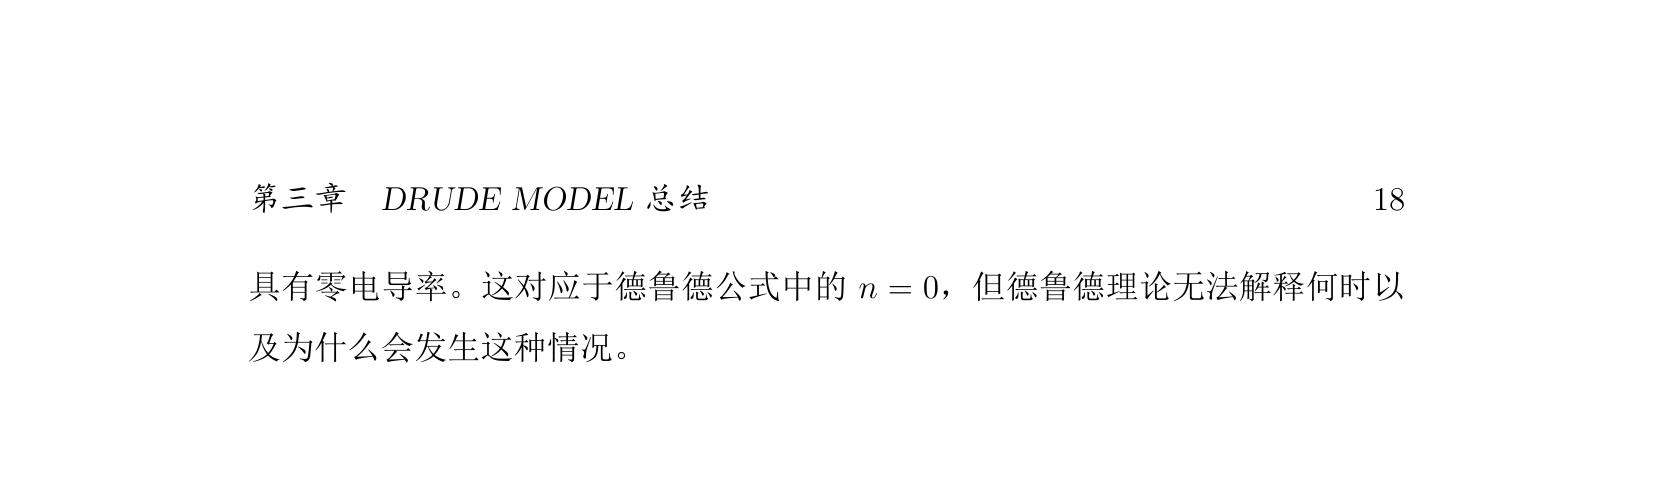 第三章 DRUDE MODEL 总结 18
具有零电导率。这对应于德鲁德公式中的 n = 0，但德鲁德理论无法解释何时以
及为什么会发生这种情况。